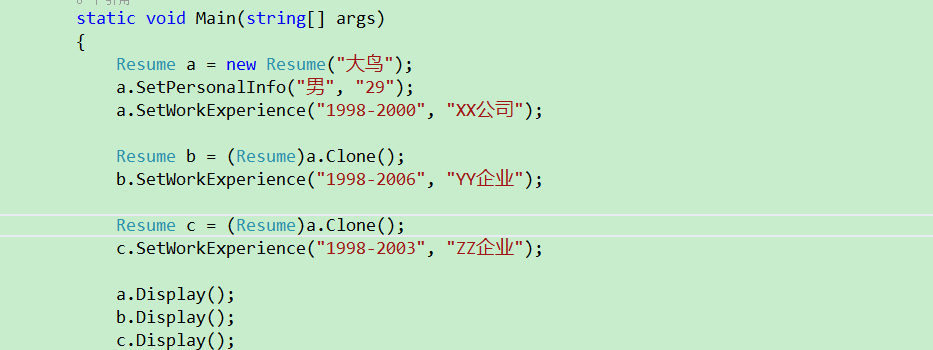 static void Main(string[] args)
{
Resume a = new Resume("大鸟");
a.SetPersonalInfo("男", "29");
a.SetWorkExperience("1998-2000", "XX公司");
Resume b = (Resume)a.Clone();
b.SetWorkExperience("1998-2006", "YY企业");
Resume c = (Resume)a.Clone();
c.SetWorkExperience("1998-2003", "ZZ企业");
a.Display();
b.Display();
c.Display();